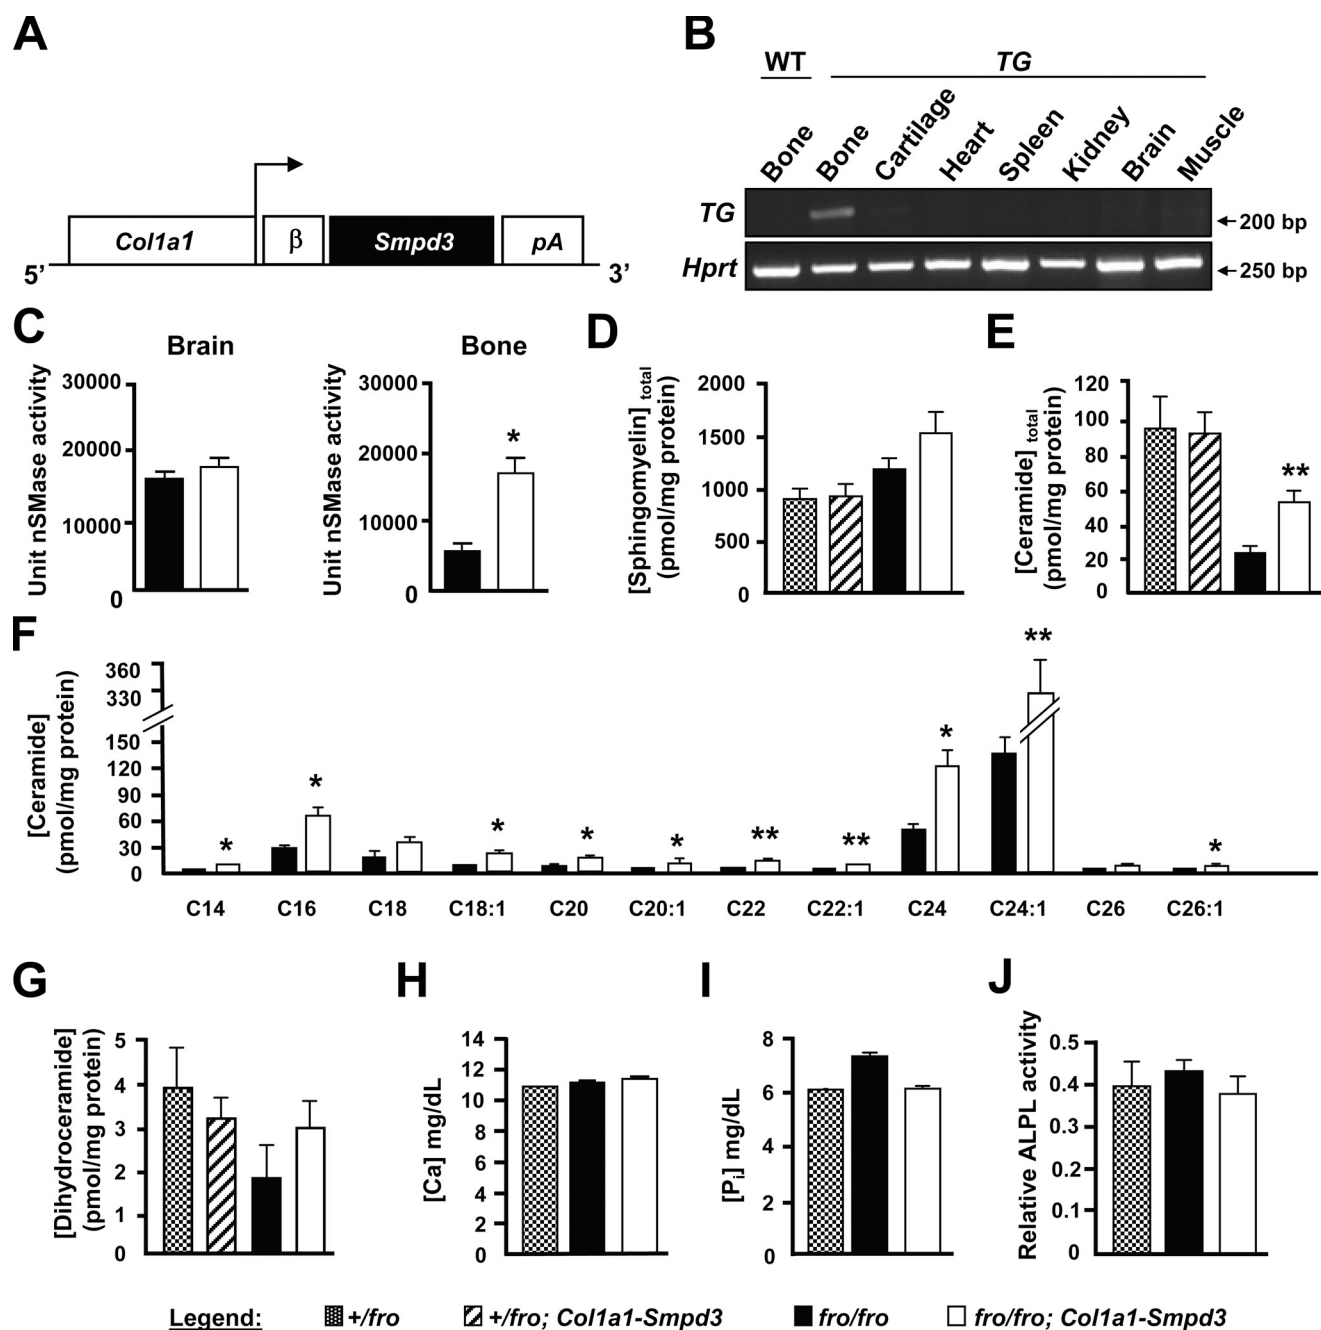 A
Col1a1 β Smpd3 pA
5’ 3’
B
WT TG
Bone Bone Cartilage Heart Spleen Kidney Brain Muscle
TG ←200 bp
Hprt ←250 bp
C
Brain
Unit nSMase activity
30000
20000
10000
0
Bone
Unit nSMase activity
30000
20000
10000
0
*
D
[Sphingomyelin] total
(pmol/mg protein)
2000
1500
1000
500
0
E
[Ceramide] total
(pmol/mg protein)
120
100
80
60
40
20
0
**
F
[Ceramide]
(pmol/mg protein)
360
330
150
120
90
60
30
0
* * * * * ** ** * ** *
C14 C16 C18 C18:1 C20 C20:1 C22 C22:1 C24 C24:1 C26 C26:1
G
[Dihydroceramide]
(pmol/mg protein)
5
4
3
2
1
0
H
[Ca] mg/dL
14
12
10
8
6
4
2
0
I
[Pi] mg/dL
8
6
4
2
0
J
Relative ALPL activity
0.5
0.4
0.3
0.2
0.1
0
Legend: +/fro +/fro; Col1a1-Smpd3 fro/fro fro/fro; Col1a1-Smpd3